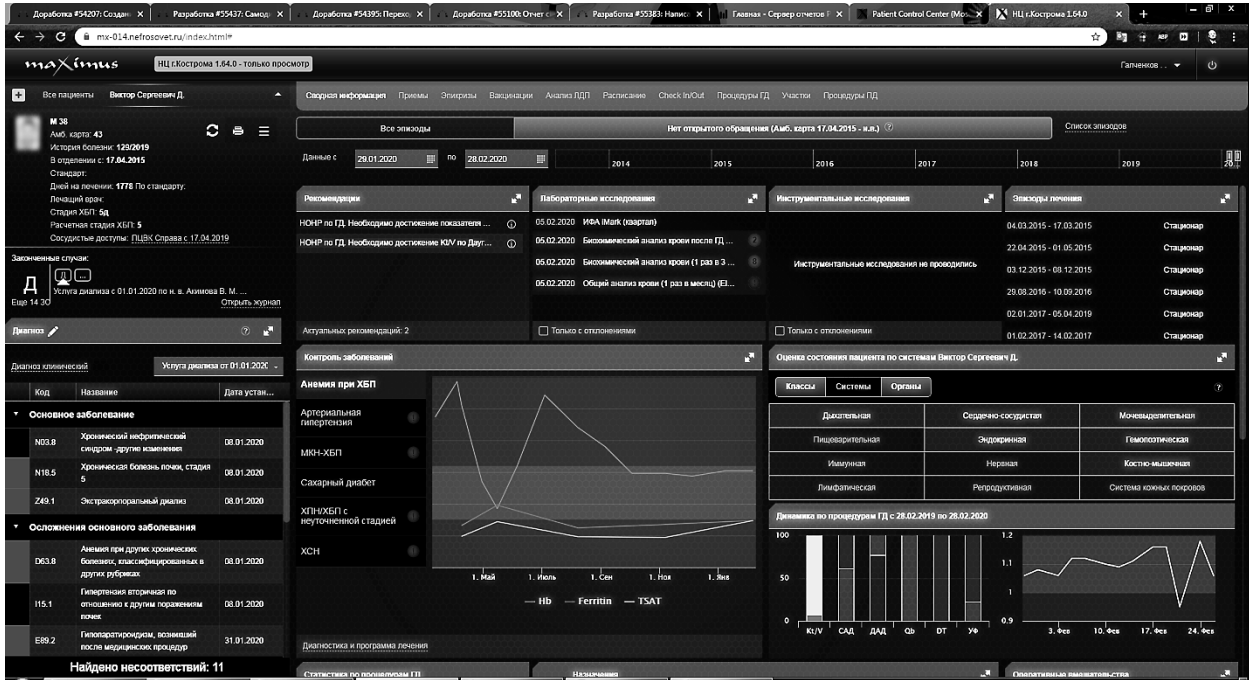 Доработка #54207: Создан
Разработка #55437: Самод
Доработка #54395: Перехо
Доработка #55100: Отчет
Разработка #55383: Написа
Главная - Сервер отчетов
Patient Control Center (Mos
НЦ г.Кострома 1.64.0
mx-014.nefrosovet.ru/index.html#
maximus
НЦ г.Кострома 1.64.0 - только просмотр
Галченков . .
Все пациенты Виктор Сергеевич Д.
М 38
Амб. карта: 43
История болезни: 129/2019
В отделении с: 17.04.2015
Стандарт:
Дней на лечении: 1778 По стандарту:
Лечащий врач:
Стадия ХБП: 5д
Расчетная стадия ХБП: 5
Сосудистые доступы: ПЦВК Справа с 17.04.2019
Законченные случаи:
Д
Д ...
Услуга диализа с 01.01.2020 по н. в. Акимова В. М. ...
Еще 14 ЗС
Открыть журнал
Диагноз
Диагноз клинический
Услуга диализа от 01.01.2020
Код Название Дата устан...
Основное заболевание
N03.8 Хронический нефритический синдром -другие изменения 08.01.2020
N18.5 Хроническая болезнь почки, стадия 5 08.01.2020
Z49.1 Экстракорпоральный диализ 08.01.2020
Осложнения основного заболевания
D63.8 Анемия при других хронических болезнях, классифицированных в других рубриках 08.01.2020
I15.1 Гипертензия вторичная по отношению к другим поражениям почек 08.01.2020
E89.2 Гипопаратироидизм, возникший после медицинских процедур 31.01.2020
Найдено несоответствий: 11
Сводная информация Приемы Эпикризы Вакцинации Анализ ПДП Расписание Check In/Out Процедуры ГД Участки Процедуры ПД
Все эпизоды
Нет открытого обращения (Амб. карта 17.04.2015 - н.в.)
Список эпизодов
Данные с 29.01.2020 по 28.02.2020
2014 2015 2016 2017 2018 2019 20...
Рекомендации
НОНР по ГД. Необходимо достижение показателя ...
НОНР по ГД. Необходимо достижение Kt/V по Дауг...
Актуальных рекомендаций: 2
Лабораторные исследования
05.02.2020 ИФА iMark (квартал)
05.02.2020 Биохимический анализ крови после ГД ... 2
05.02.2020 Биохимический анализ крови (1 раз в 3 ... 8
05.02.2020 Общий анализ крови (1 раз в месяц) (El...
Только с отклонениями
Инструментальные исследования
Инструментальные исследования не проводились
Только с отклонениями
Эпизоды лечения
04.03.2015 - 17.03.2015 Стационар
22.04.2015 - 01.05.2015 Стационар
03.12.2015 - 08.12.2015 Стационар
29.08.2016 - 10.09.2016 Стационар
02.01.2017 - 05.04.2019 Стационар
01.02.2017 - 14.02.2017 Стационар
Контроль заболеваний
Анемия при ХБП
Артериальная гипертензия
МКН-ХБП
Сахарный диабет
ХПН/ХБП с неуточненной стадией
ХСН
1. Май 1. Июль 1. Сен 1. Ноя 1. Янв
Hb Ferritin TSAT
Диагностика и программа лечения
Оценка состояния пациента по системам Виктор Сергеевич Д.
Классы Системы Органы
Дыхательная Сердечно-сосудистая Мочевыделительная
Пищеварительная Эндокринная Гемопоэтическая
Иммунная Нервная Костно-мышечная
Лимфатическая Репродуктивная Система кожных покровов
Динамика по процедурам ГД с 28.02.2019 по 28.02.2020
100
50
0
Kt/V САД ДАД Qb DT УФ
1.2
1.1
1
0.9
3. Фев 10. Фев 17. Фев 24. Фев
Статистика по процедурам ГД
Назначения
Оперативные вмешательства